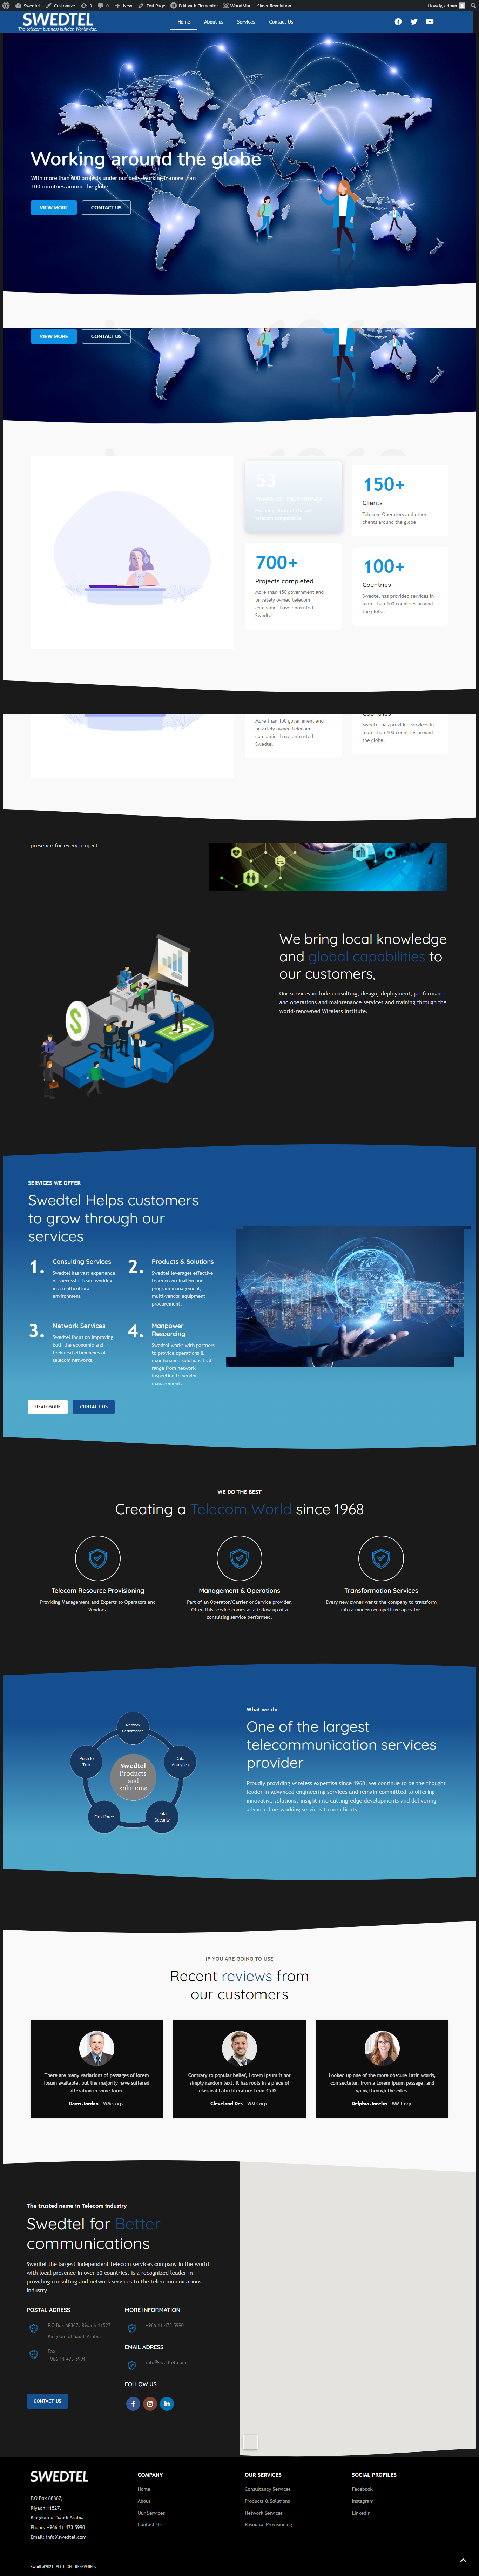 Swedtel Customize 3 0 New Edit Page Edit with Elementor WoodMart Slider Revolution Howdy, admin
SWEDTEL
The telecom business builder, Worldwide.
Home About us Services Contact Us
Working around the globe
With more than 600 projects under our belts, working in more than
100 countries around the globe.
VIEW MORE CONTACT US
VIEW MORE CONTACT US
53
YEARS OF EXPERIENCE
150+
Clients
Telecom Operators and other
clients around the globe
700+
Projects completed
More than 150 government and
privately owned telecom
companies have entrusted
Swedtel
100+
Countries
Swedtel has provided services in
more than 100 countries around
the globe.
More than 150 government and
privately owned telecom
companies have entrusted
Swedtel
Countries
Swedtel has provided services in
more than 100 countries around
the globe.
presence for every project.
We bring local knowledge
and global capabilities to
our customers,
Our services include consulting, design, deployment, performance
and operations and maintenance services and training through the
world-renowned Wireless Institute.
SERVICES WE OFFER
Swedtel Helps customers
to grow through our
services
1. Consulting Services
Swedtel has vast experience
of successful team working
in a multicultural
environment
2. Products & Solutions
Swedtel leverages effective
team co-ordination and
program management,
multi-vendor equipment
procurement,
3. Network Services
Swedtel focus on improving
both the economic and
technical efficiencies of
telecom networks,
4. Manpower
Resourcing
Swedtel works with partners
to provide operations &
maintenance solutions that
range from network
inspection to vendor
management.
READ MORE CONTACT US
WE DO THE BEST
Creating a Telecom World since 1968
Telecom Resource Provisioning
Providing Management and Experts to Operators and
Vendors.
Management & Operations
Part of an Operator/Carrier or Service provider.
Often this service comes as a follow-up of a
consulting service performed.
Transformation Services
Every new owner wants the company to transform
into a modern competitive operator.
Network
Performance
Push to
Talk
Data
Analytics
Swedtel
Products
and
solutions
Fieldforce
Data
Security
What we do
One of the largest
telecommunication services
provider
Proudly providing wireless expertise since 1968, we continue to be the thought
leader in advanced engineering services and remain committed to offering
innovative solutions, insight into cutting-edge developments and delivering
advanced networking services to our clients.
IF YOU ARE GOING TO USE
Recent reviews from
our customers
There are many variations of passages of lorem
Ipsum available, but the majority have suffered
alteration in some form.
Davis Jordan - WN Corp.
Contrary to popular belief, Lorem Ipsum is not
simply random text. It has roots in a piece of
classical Latin literature from 45 BC.
Cleveland Des - WN Corp.
Looked up one of the more obscure Latin words,
con sectetur, from a Lorem Ipsum passage, and
going through the cites.
Delphia Joselin - WN Corp.
The trusted name in Telecom Industry
Swedtel for Better
communications
Swedtel the largest independent telecom services company in the world
with local presence in over 50 countries, is a recognized leader in
providing consulting and network services to the telecommunications
industry.
POSTAL ADRESS
P.O Box 68367, Riyadh 11527
Kingdom of Saudi Arabia
Fax
+966 11 473 5991
MORE INFORMATION
+966 11 473 5990
EMAIL ADRESS
info@swedtel.com
FOLLOW US
CONTACT US
SWEDTEL
P.O Box 68367,
Riyadh 11527,
Kingdom of Saudi Arabia
Phone: +966 11 473 5990
Email: info@swedtel.com
COMPANY
Home
About
Our Services
Contact Us
OUR SERVICES
Consultancy Services
Products & Solutions
Network Services
Resource Provisioning
SOCIAL PROFILES
Facebook
Instagram
LinkedIn
Swedtel2021. ALL RIGHT RESEVERED.